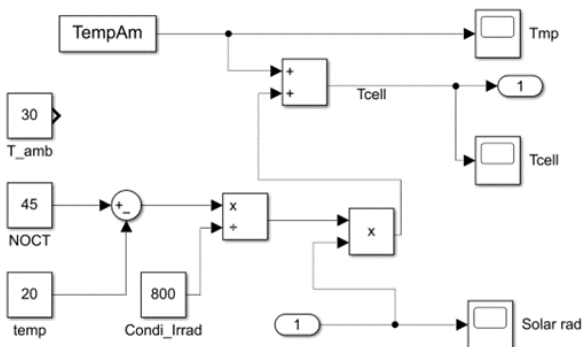 TempAm
Tmp
+
+
Tcell
1
30
T_amb
Tcell
45
NOCT
+
−
x
÷
x
20
temp
800
Condi_Irrad
1
Solar rad